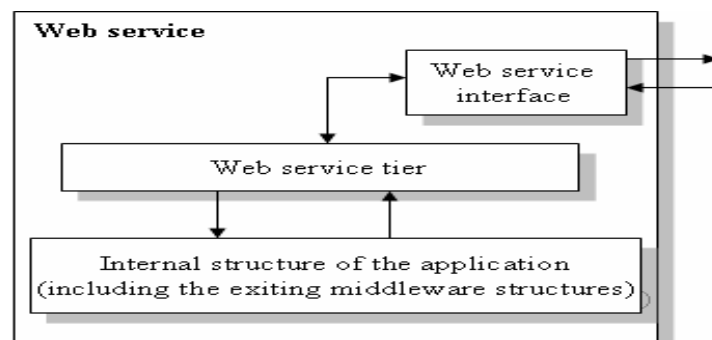 Web service
Web service
interface
Web service tier
Internal structure of the application
(including the exiting middleware structures)